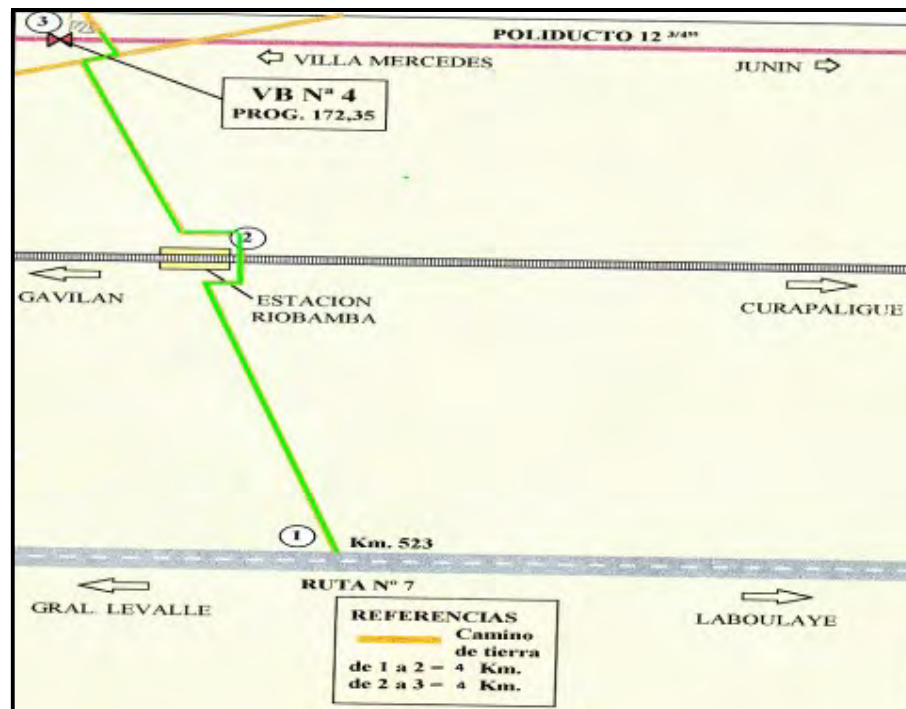 3
POLIDUCTO 12 3/4"
VILLA MERCEDES
JUNIN
VB Nª 4
PROG. 172,35
2
GAVILAN
ESTACION
RIOBAMBA
CURAPALIGUE
1
Km. 523
RUTA Nº 7
GRAL. LEVALLE
LABOULAYE
REFERENCIAS
Camino
de tierra
de 1 a 2 – 4 Km.
de 2 a 3 – 4 Km.